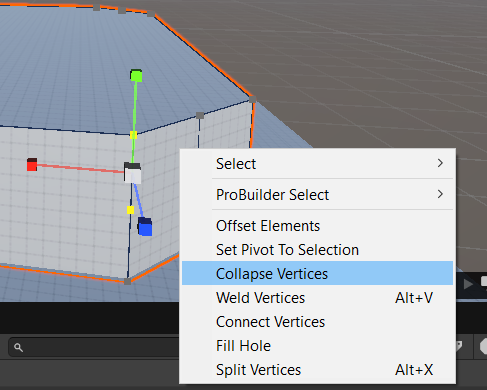 Select
ProBuilder Select
Offset Elements
Set Pivot To Selection
Collapse Vertices
Weld Vertices Alt+V
Connect Vertices
Fill Hole
Split Vertices Alt+X